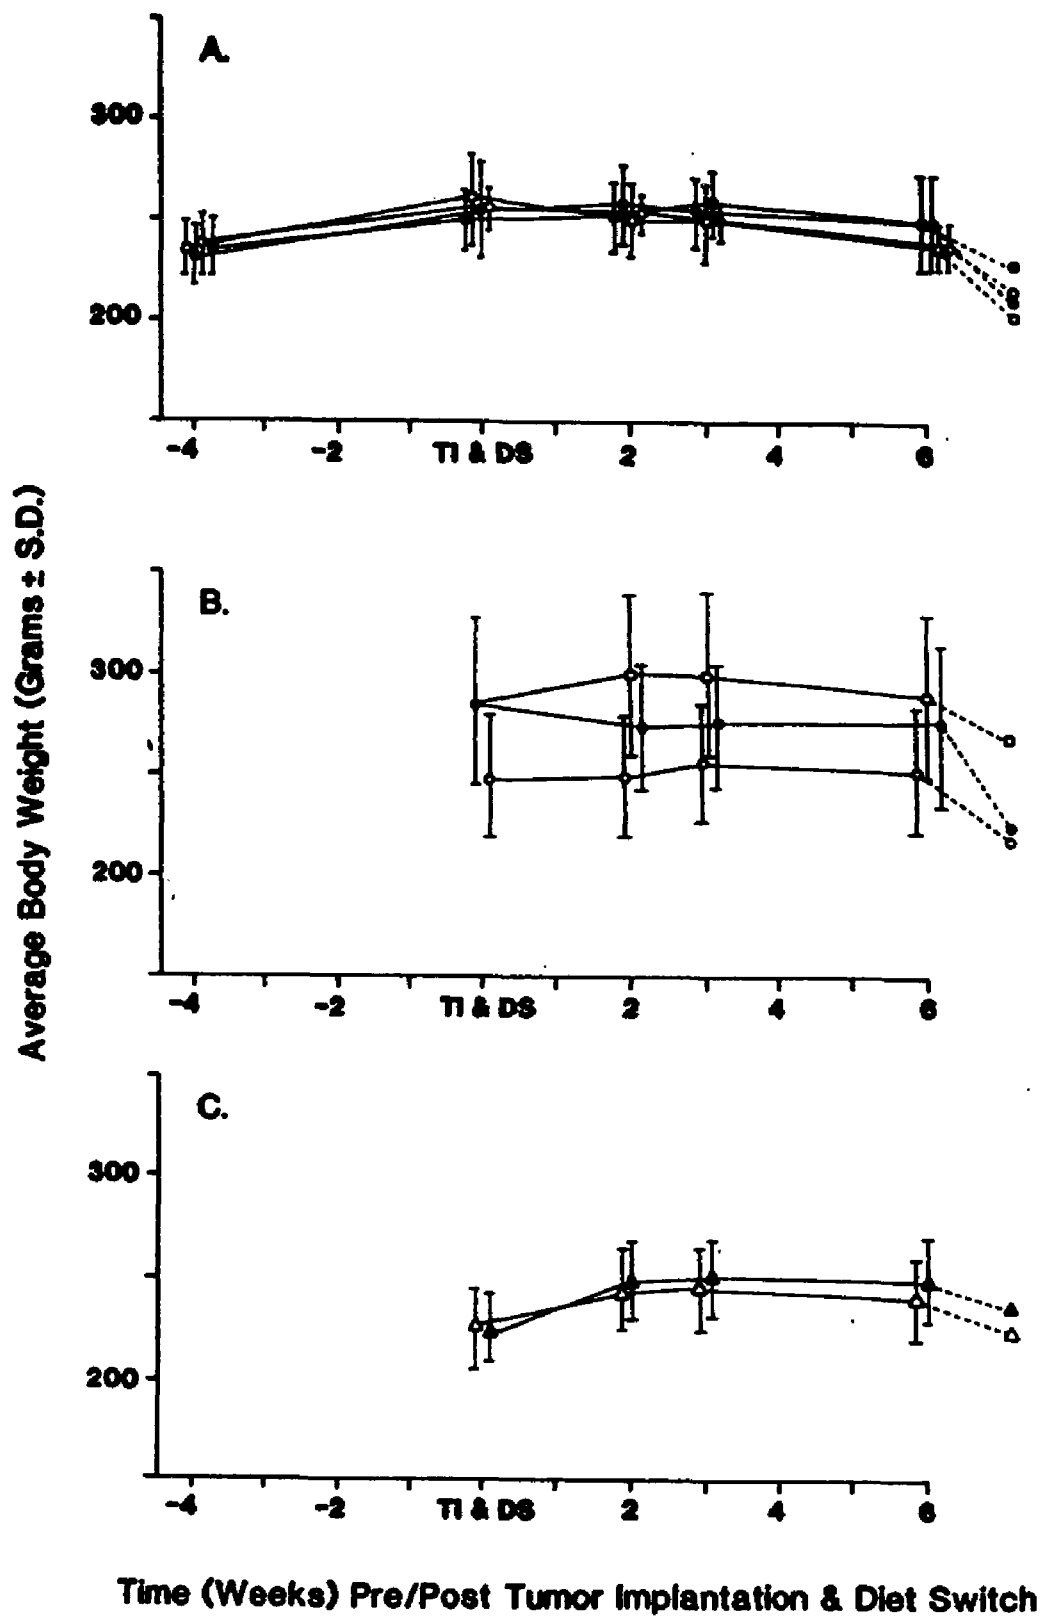 A.
300
200
-4 -2 TI & DS 2 4 6
B.
300
200
-4 -2 TI & DS 2 4 6
C.
300
200
-4 -2 TI & DS 2 4 6
Average Body Weight (Grams ± S.D.)
Time (Weeks) Pre/Post Tumor Implantation & Diet Switch